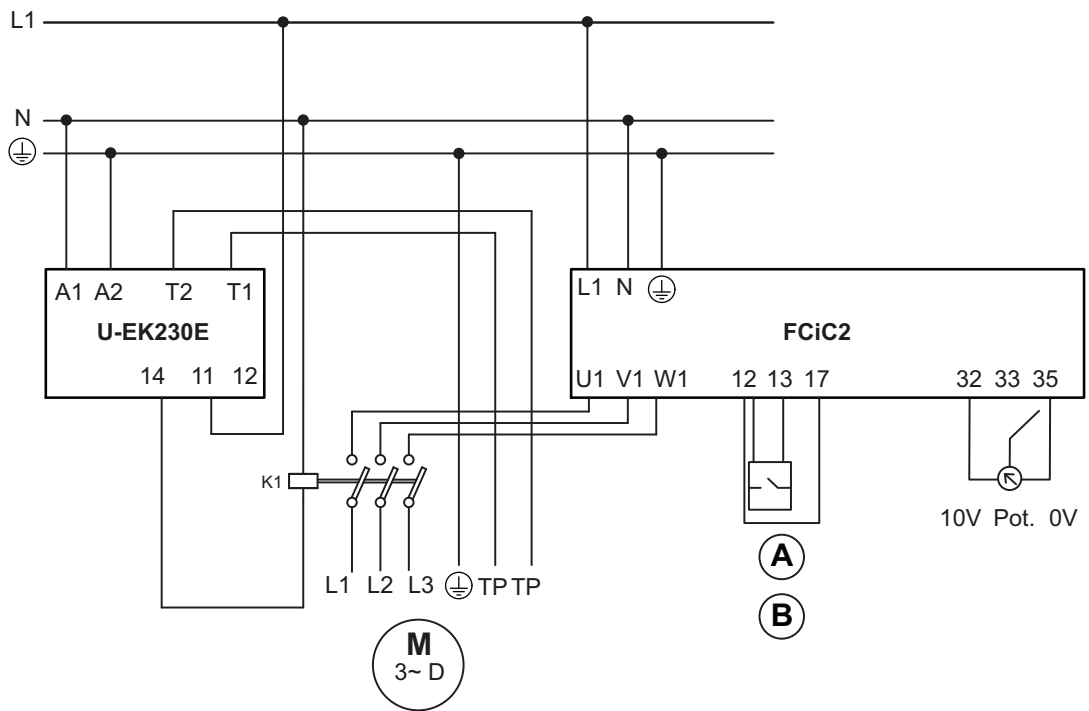 L1
N
A1 A2 T2 T1
U-EK230E
14 11 12
L1 N
FCiC2
U1 V1 W1 12 13 17 32 33 35
K1
10V Pot. 0V
L1 L2 L3 TP TP
A
B
M
3~ D